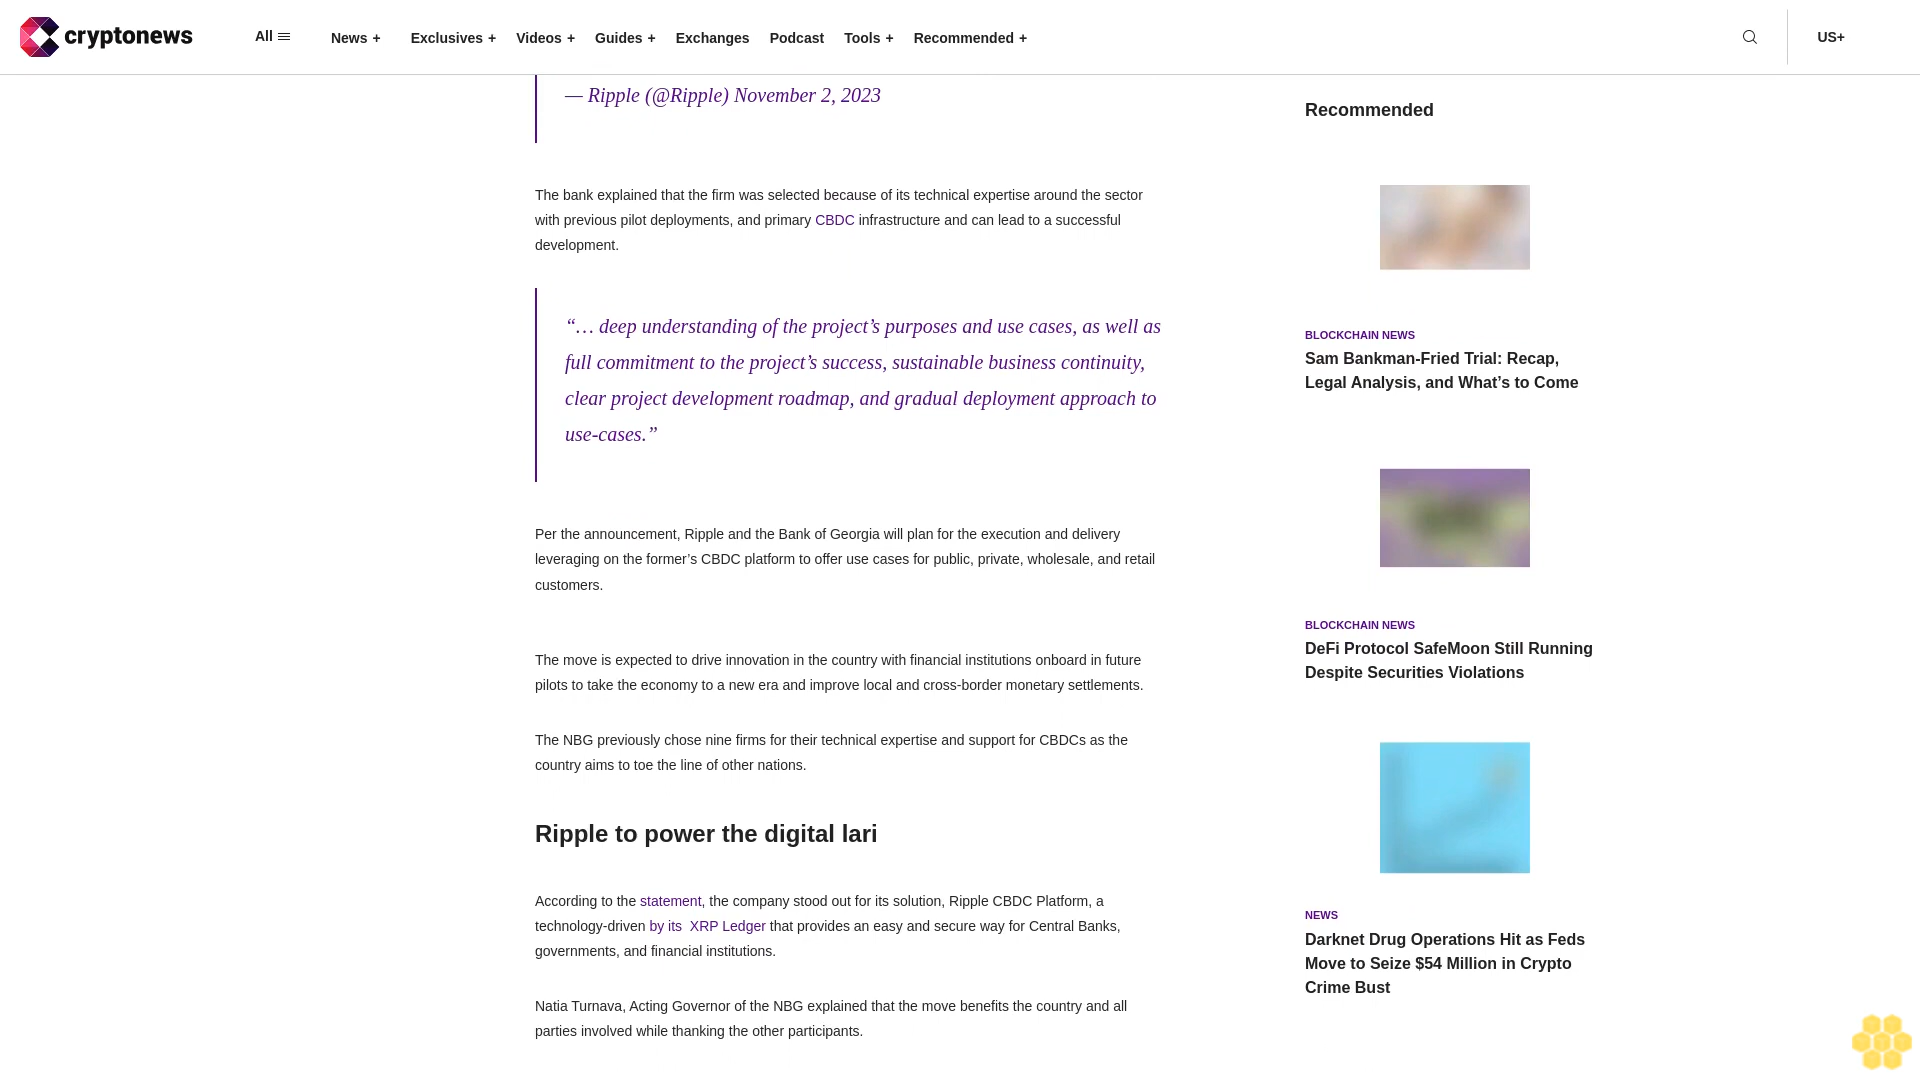 cryptonews
All
News +
Exclusives +
Videos +
Guides +
Exchanges
Podcast
Tools +
Recommended +
US+
— Ripple (@Ripple) November 2, 2023
The bank explained that the firm was selected because of its technical expertise around the sector
with previous pilot deployments, and primary CBDC infrastructure and can lead to a successful
development.
“… deep understanding of the project’s purposes and use cases, as well as
full commitment to the project’s success, sustainable business continuity,
clear project development roadmap, and gradual deployment approach to
use-cases.”
Per the announcement, Ripple and the Bank of Georgia will plan for the execution and delivery
leveraging on the former’s CBDC platform to offer use cases for public, private, wholesale, and retail
customers.
The move is expected to drive innovation in the country with financial institutions onboard in future
pilots to take the economy to a new era and improve local and cross-border monetary settlements.
The NBG previously chose nine firms for their technical expertise and support for CBDCs as the
country aims to toe the line of other nations.
Ripple to power the digital lari
According to the statement, the company stood out for its solution, Ripple CBDC Platform, a
technology-driven by its  XRP Ledger that provides an easy and secure way for Central Banks,
governments, and financial institutions.
Natia Turnava, Acting Governor of the NBG explained that the move benefits the country and all
parties involved while thanking the other participants.
Recommended
BLOCKCHAIN NEWS
Sam Bankman-Fried Trial: Recap,
Legal Analysis, and What’s to Come
BLOCKCHAIN NEWS
DeFi Protocol SafeMoon Still Running
Despite Securities Violations
NEWS
Darknet Drug Operations Hit as Feds
Move to Seize $54 Million in Crypto
Crime Bust